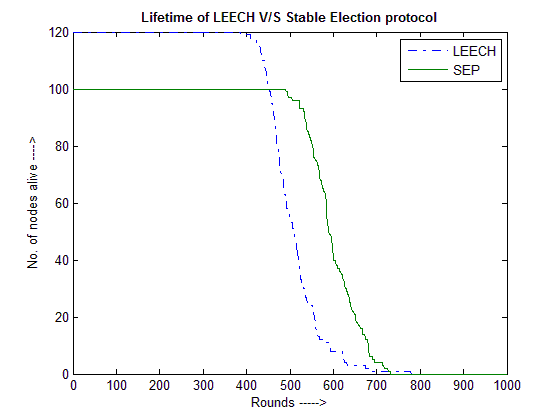 Lifetime of LEECH V/S Stable Election protocol
LEECH
SEP
No. of nodes alive ---->
120
100
80
60
40
20
0
0 100 200 300 400 500 600 700 800 900 1000
Rounds ----->